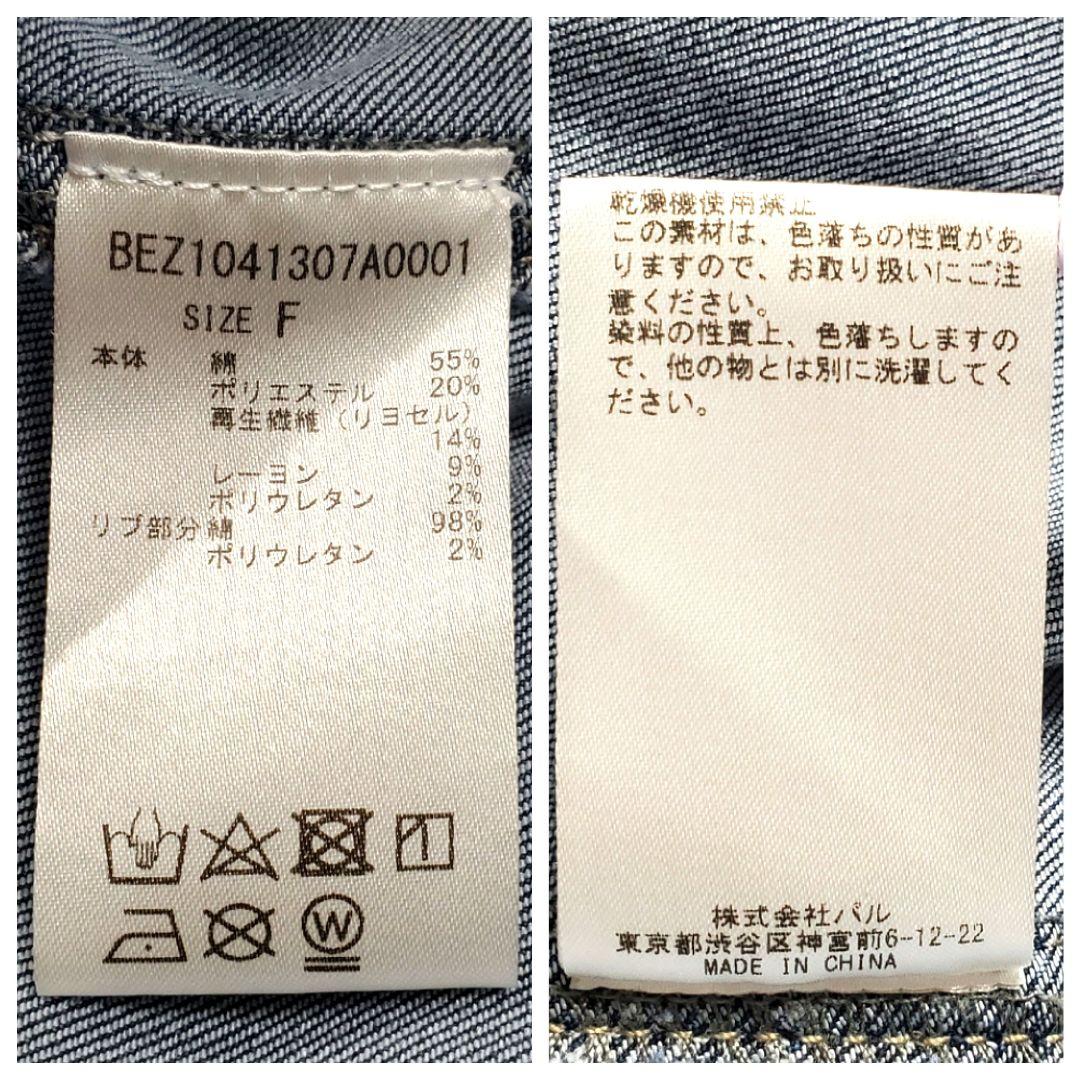 BEZ1041307A0001
SIZE F
本体 綿 55%
ポリエステル 20%
再生繊維(リヨセル)
14%
レーヨン 9%
ポリウレタン 2%
リブ部分 綿 98%
ポリウレタン 2%
W
乾燥機使用禁止
この素材は、色落ちの性質があ
りますので、お取り扱いにご注
意ください。
染料の性質上、色落ちしますの
で、他の物とは別に洗濯してく
ださい。
株式会社パル
東京都渋谷区神宮前6-12-22
MADE IN CHINA